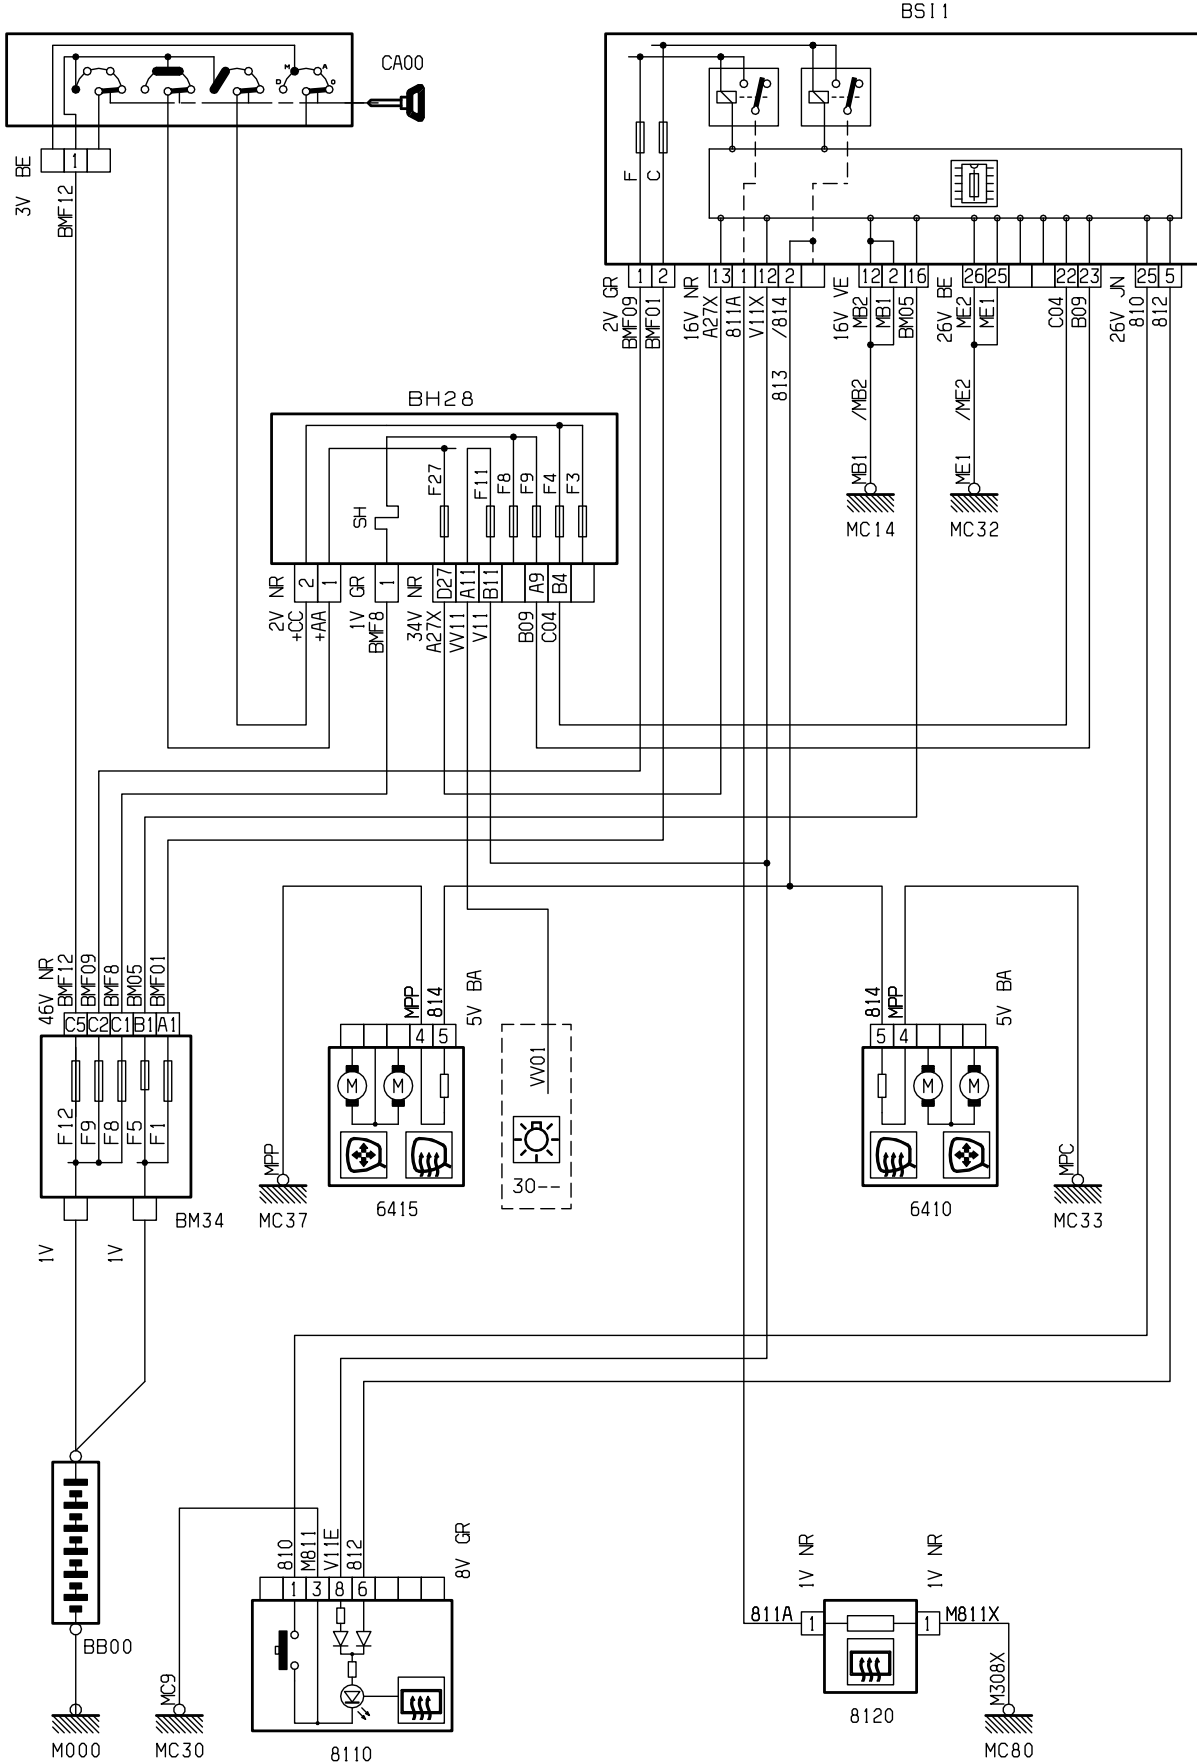 BSI1
CA00
M A
D D
3V BE
1
BMF12
F
C
1 2
13 1 12 2
12 2 16
26 25 22 23
25 5
2V GR
BMF09
BMF01
16V NR
A27X
811A
V11X
/814
813
16V VE
MB2
MB1
BM05
26V BE
ME2
ME1
C04
B09
26V JN
810
812
/MB2
MB1
MC14
/ME2
ME1
MC32
BH28
SH
F27
F11
F8
F9
F4
F3
2 1
1
D27 A11 B11 A9 B4
2V NR
+CC
+AA
1V GR
BMF8
34V NR
A27X
VV11
V11
B09
C04
46V NR
BMF12
BMF09
BMF8
BM05
BMF01
C5 C2 C1 B1 A1
F12
F9
F8
F5
F1
BM34
1V
1V
MPP
MC37
MPP
814
5V BA
4 5
M M
6415
VV01
30--
814
MPP
5V BA
5 4
M M
6410
MPC
MC33
BB00
M000
MC9
MC30
810
M811
V11E
812
8V GR
1 3 8 6
8110
1V NR
1V NR
811A
1 1
M811X
8120
M308X
MC80